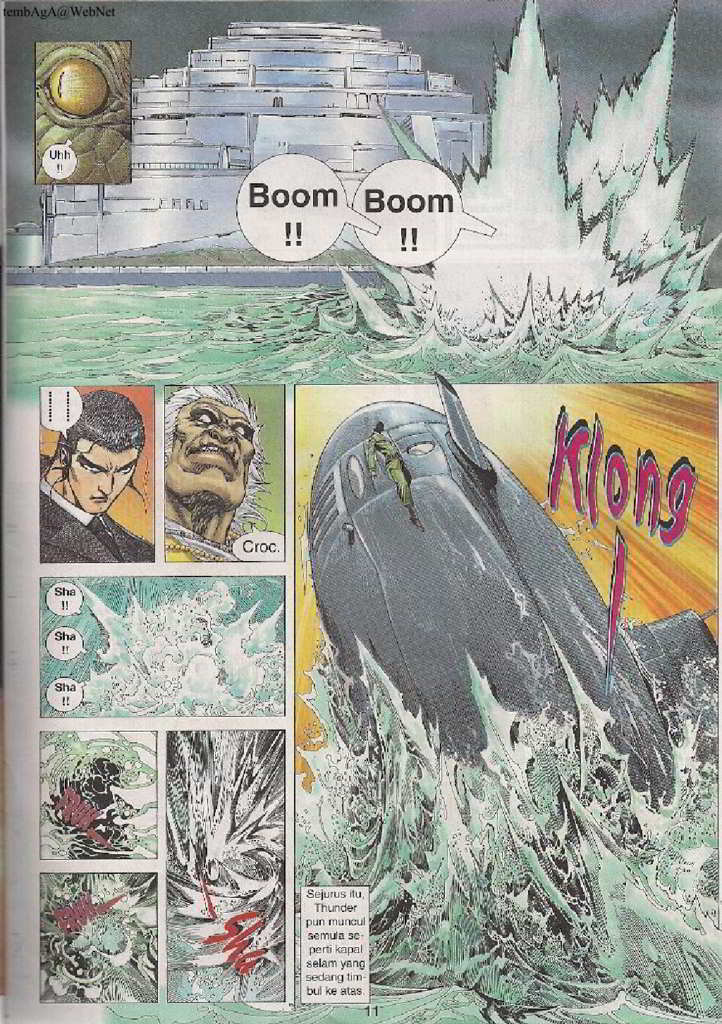 tembAgA@WebNet
Uhh
!!
Boom
!!
Boom
!!
Croc.
Klong
!
Sha
!!
Sha
!!
Sha
!!
Sejurus itu,
Thunder
pun muncul
semula se-
perti kapal
selam yang
sedang tim-
bul ke atas.
11